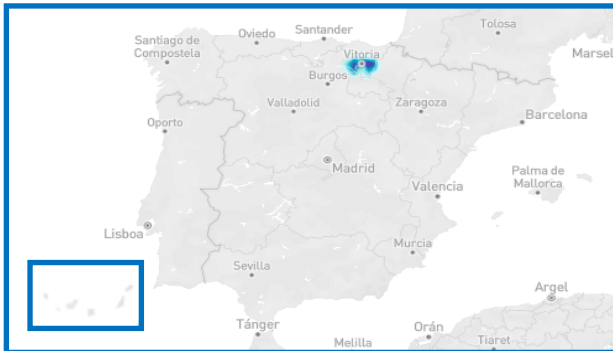 Tolosa
Santander
Oviedo
Santiago de
Compostela
Marsel
Vitoria
Burgos
Valladolid
Zaragoza
Barcelona
Oporto
Madrid
Palma de
Mallorca
Valencia
Lisboa
Murcia
Sevilla
Argel
Tánger
Orán
Melilla
Tiaret